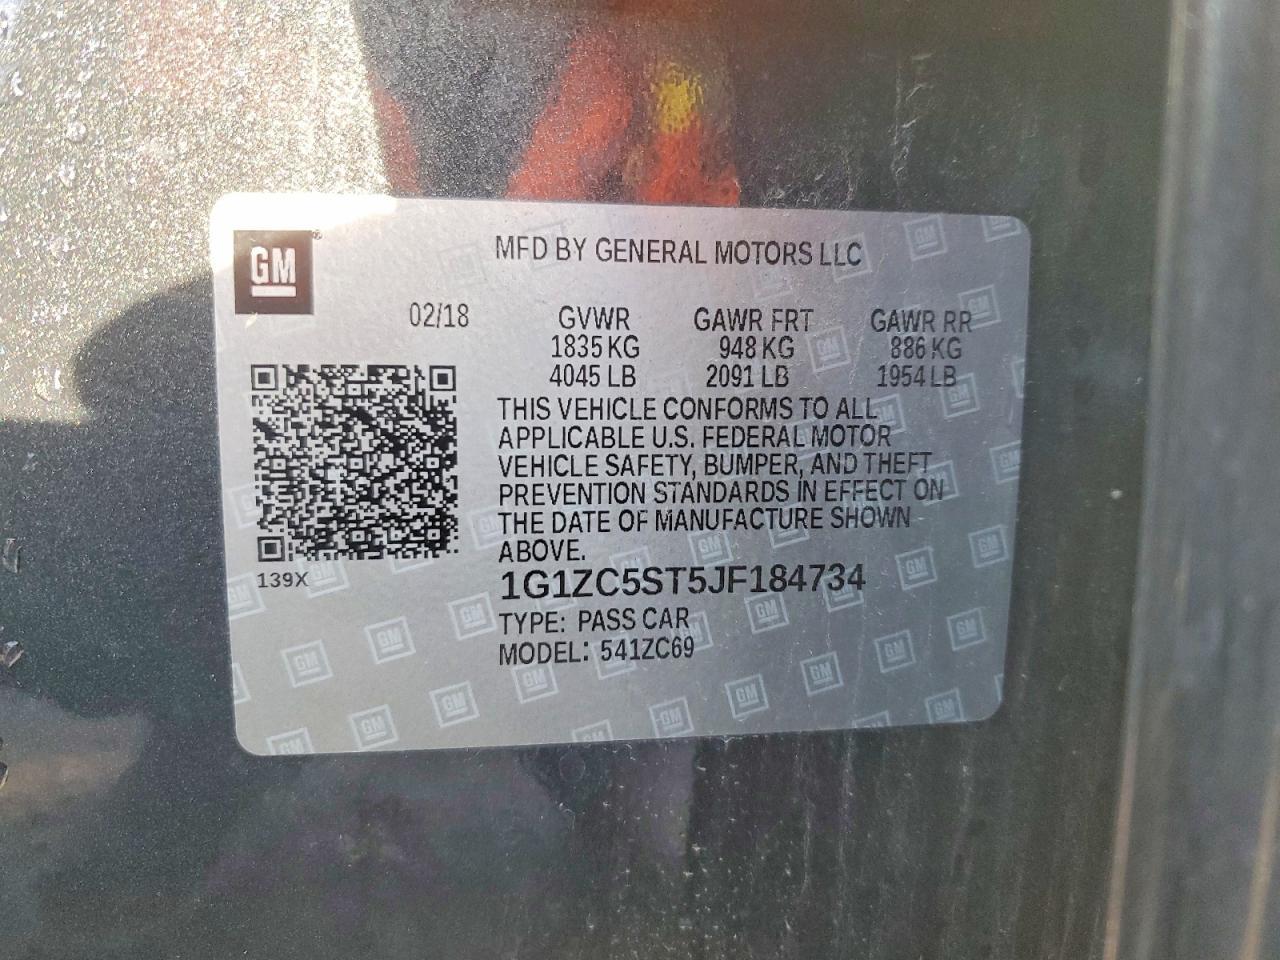 GM
MFD BY GENERAL MOTORS LLC
02/18 GVWR GAWR FRT GAWR RR
1835 KG 948 KG 886 KG
4045 LB 2091 LB 1954 LB
THIS VEHICLE CONFORMS TO ALL
APPLICABLE U.S. FEDERAL MOTOR
VEHICLE SAFETY, BUMPER, AND THEFT
PREVENTION STANDARDS IN EFFECT ON
THE DATE OF MANUFACTURE SHOWN
ABOVE.
139X
1G1ZC5ST5JF184734
TYPE: PASS CAR
MODEL: 541ZC69